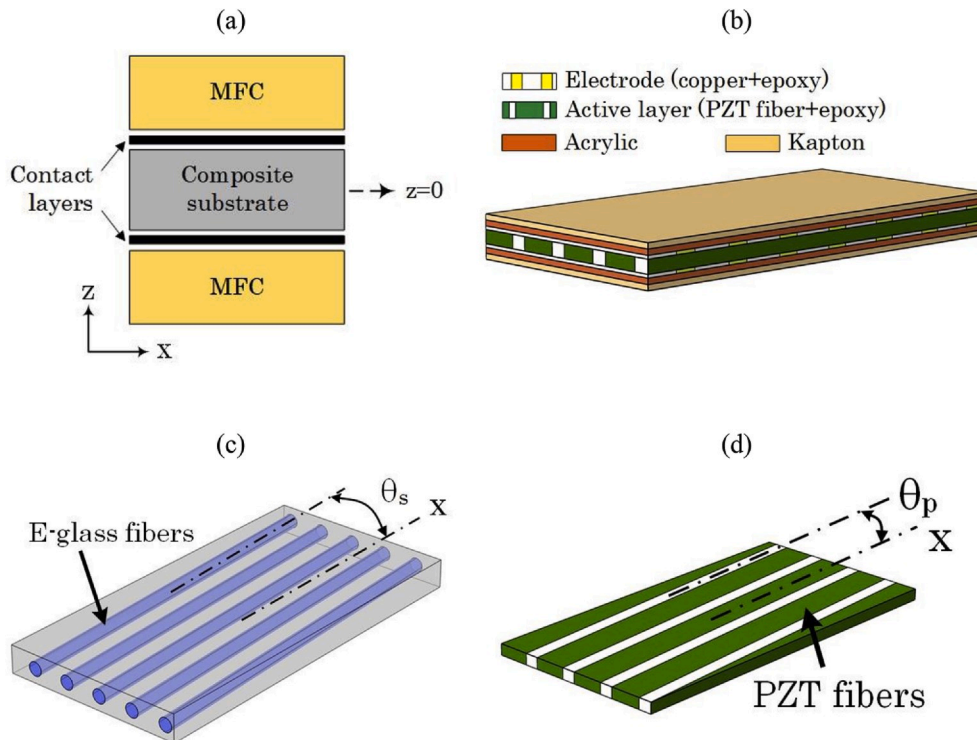 (a)
MFC
Contact
layers
Composite
substrate
z=0
MFC
z
x
(b)
Electrode (copper+epoxy)
Active layer (PZT fiber+epoxy)
Acrylic
Kapton
(c)
θs
x
E-glass fibers
(d)
θp
x
PZT fibers